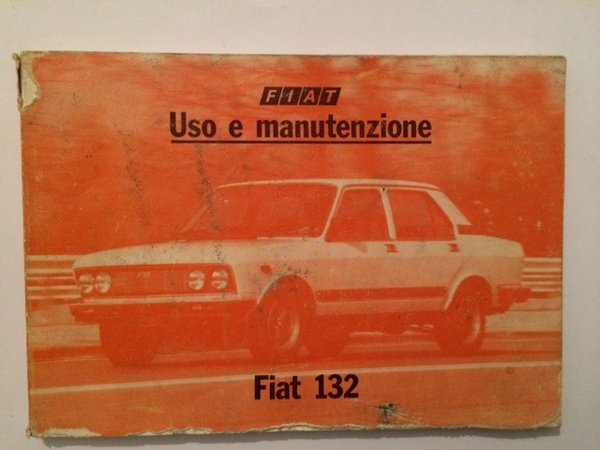 FIAT
Uso e manutenzione
Fiat 132